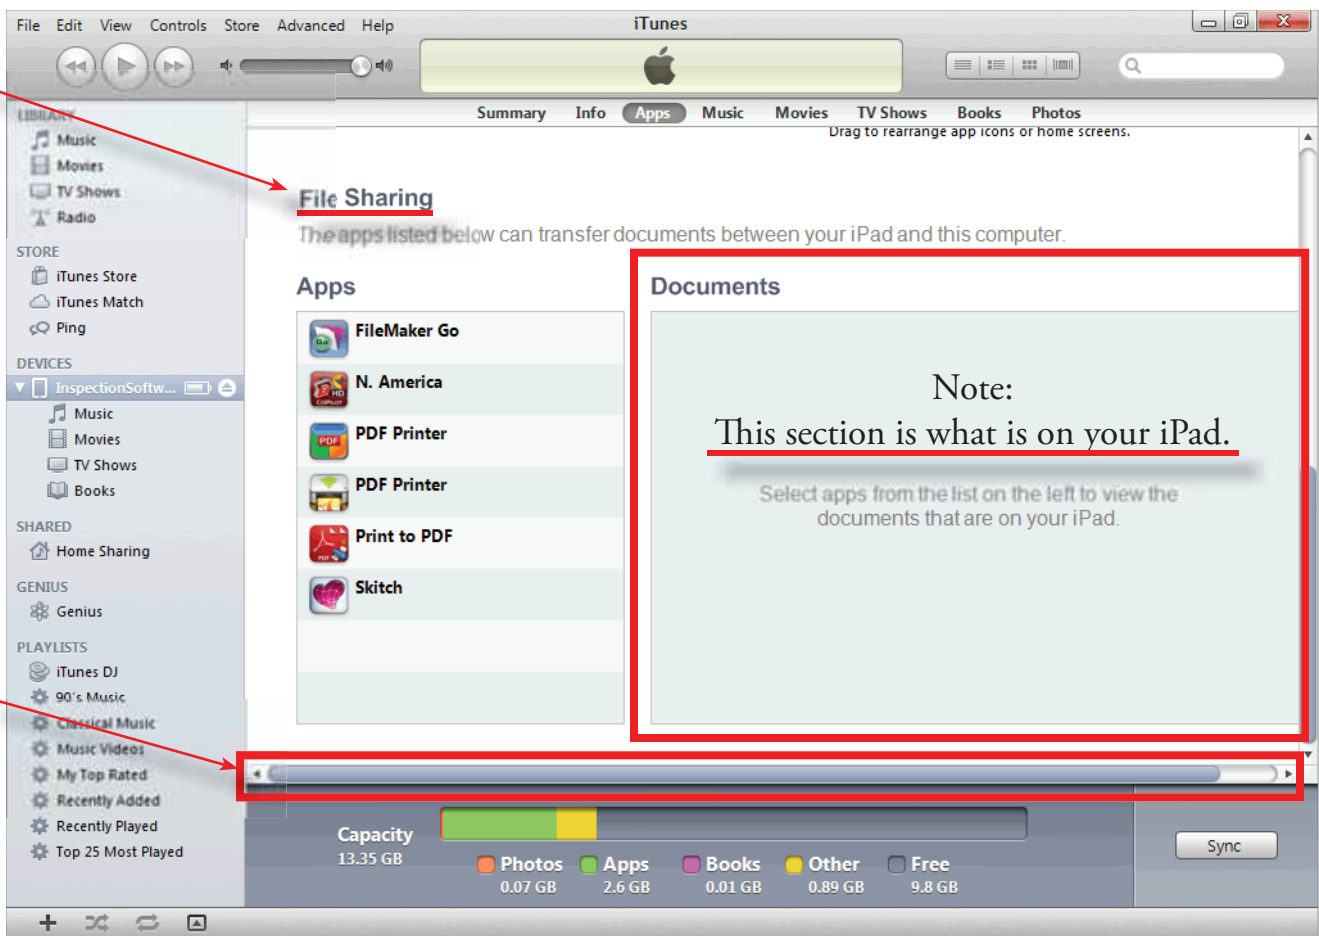 File Edit View Controls Store Advanced Help
iTunes
Summary Info Apps Music Movies TV Shows Books Photos
Drag to rearrange app icons or home screens.
LIBRARY
Music
Movies
TV Shows
Radio
STORE
iTunes Store
iTunes Match
Ping
DEVICES
InspectionSoftw...
Music
Movies
TV Shows
Books
SHARED
Home Sharing
GENIUS
Genius
PLAYLISTS
iTunes DJ
90's Music
Classical Music
Music Videos
My Top Rated
Recently Added
Recently Played
Top 25 Most Played
File Sharing
The apps listed below can transfer documents between your iPad and this computer.
Apps
FileMaker Go
N. America
PDF Printer
PDF Printer
Print to PDF
Skitch
Documents
Note:
This section is what is on your iPad.
Select apps from the list on the left to view the
documents that are on your iPad.
Capacity
13.35 GB
Photos Apps Books Other Free
0.07 GB 2.6 GB 0.01 GB 0.89 GB 9.8 GB
Sync